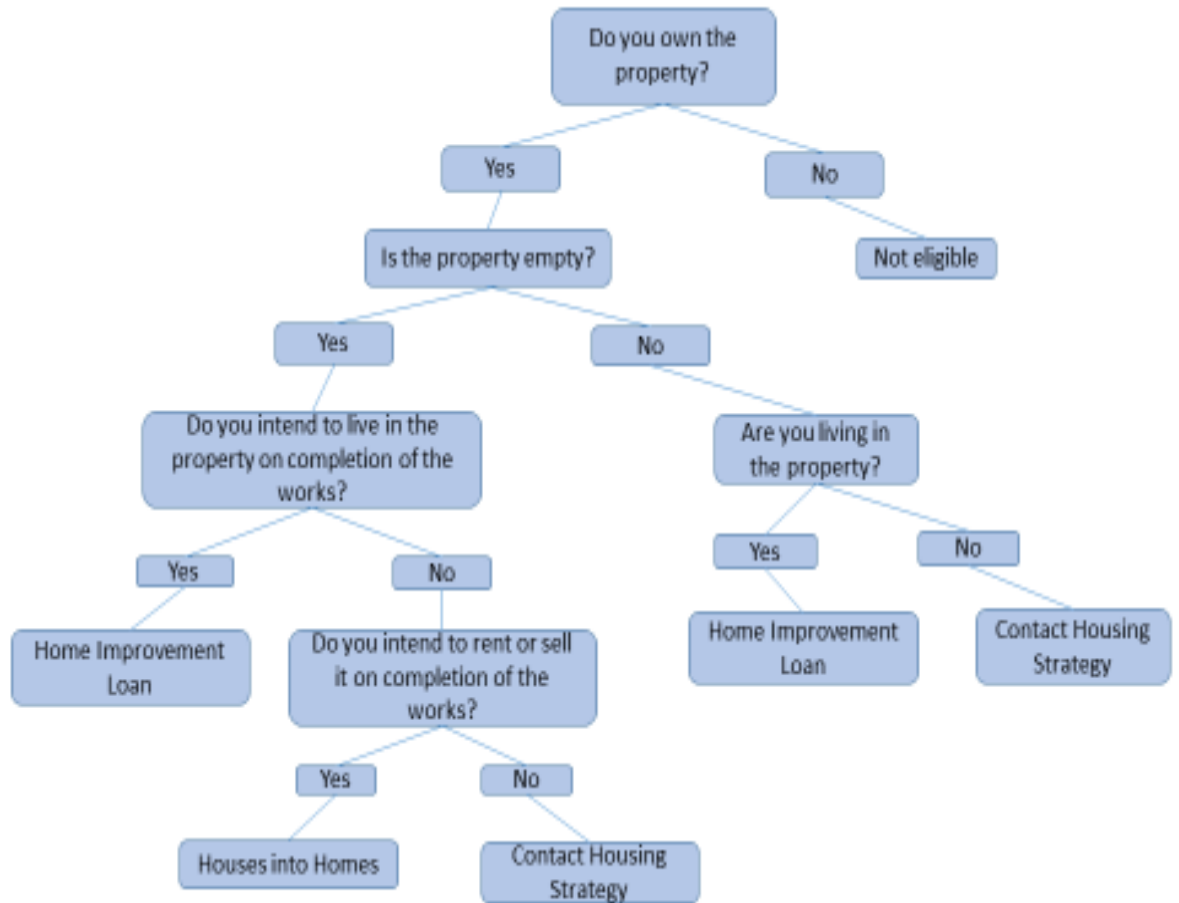 Do you own the
property?
Yes
No
Is the property empty?
Not eligible
Yes
No
Do you intend to live in the
property on completion of the
works?
Are you living in
the property?
Yes
No
Yes
No
Home Improvement
Loan
Do you intend to rent or sell
it on completion of the
works?
Home Improvement
Loan
Contact Housing
Strategy
Yes
No
Houses into Homes
Contact Housing
Strategy